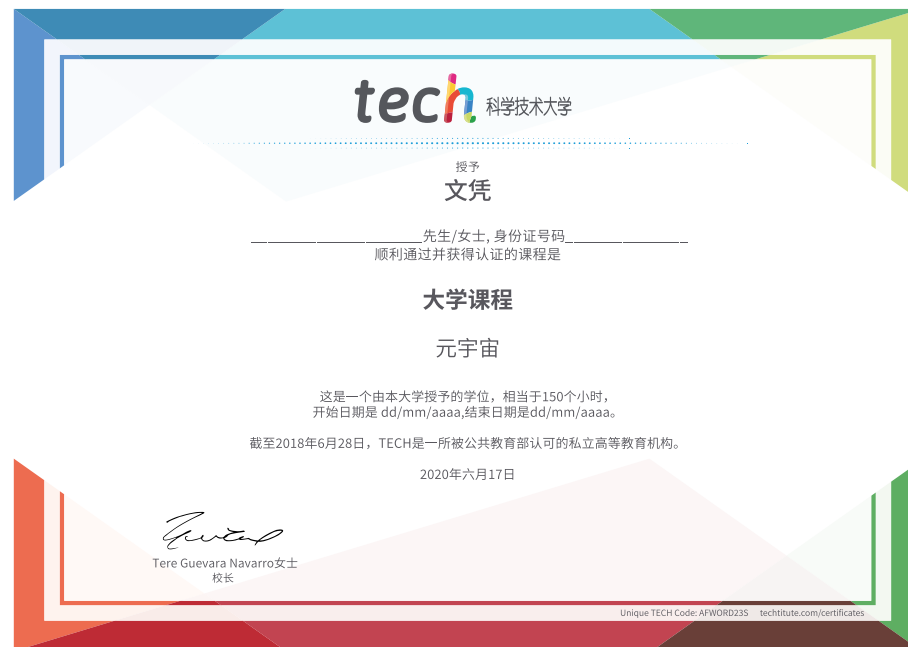 tech 科学技术大学
授予
文凭
________________________先生/女士, 身份证号码_________________
顺利通过并获得认证的课程是
大学课程
元宇宙
这是一个由本大学授予的学位，相当于150个小时，
开始日期是 dd/mm/aaaa,结束日期是dd/mm/aaaa。
截至2018年6月28日，TECH是一所被公共教育部认可的私立高等教育机构。
2020年六月17日
Tere Guevara Navarro女士
校长
Unique TECH Code: AFWORD23S techtitute.com/certificates